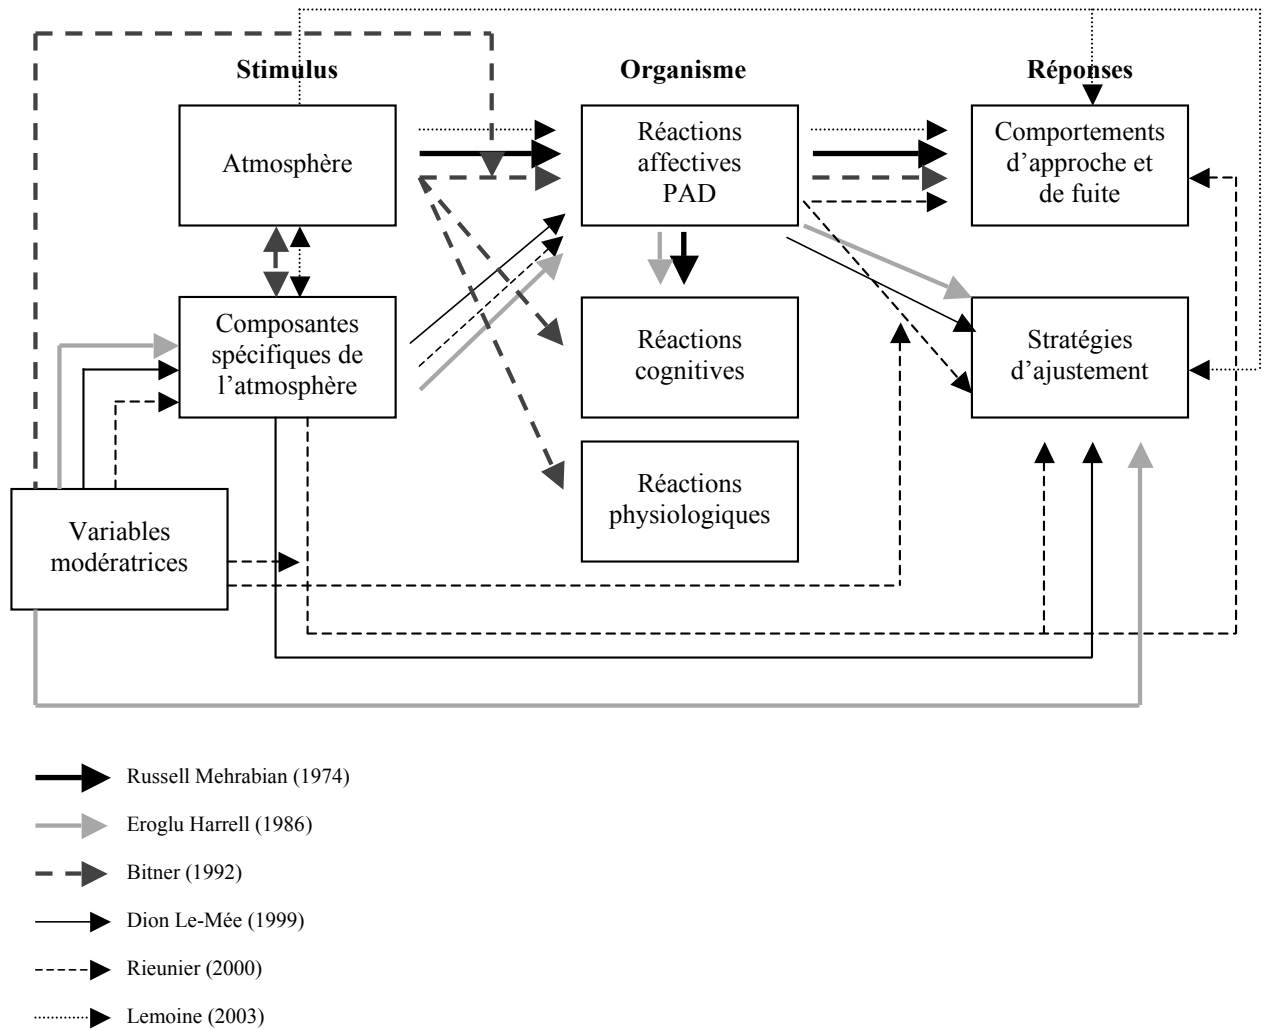 Stimulus
Organisme
Réponses
Atmosphère
Réactions
affectives
PAD
Comportements
d’approche et
de fuite
Composantes
spécifiques de
l’atmosphère
Réactions
cognitives
Stratégies
d’ajustement
Réactions
physiologiques
Variables
modératrices
Russell Mehrabian (1974)
Eroglu Harrell (1986)
Bitner (1992)
Dion Le-Mée (1999)
Rieunier (2000)
Lemoine (2003)